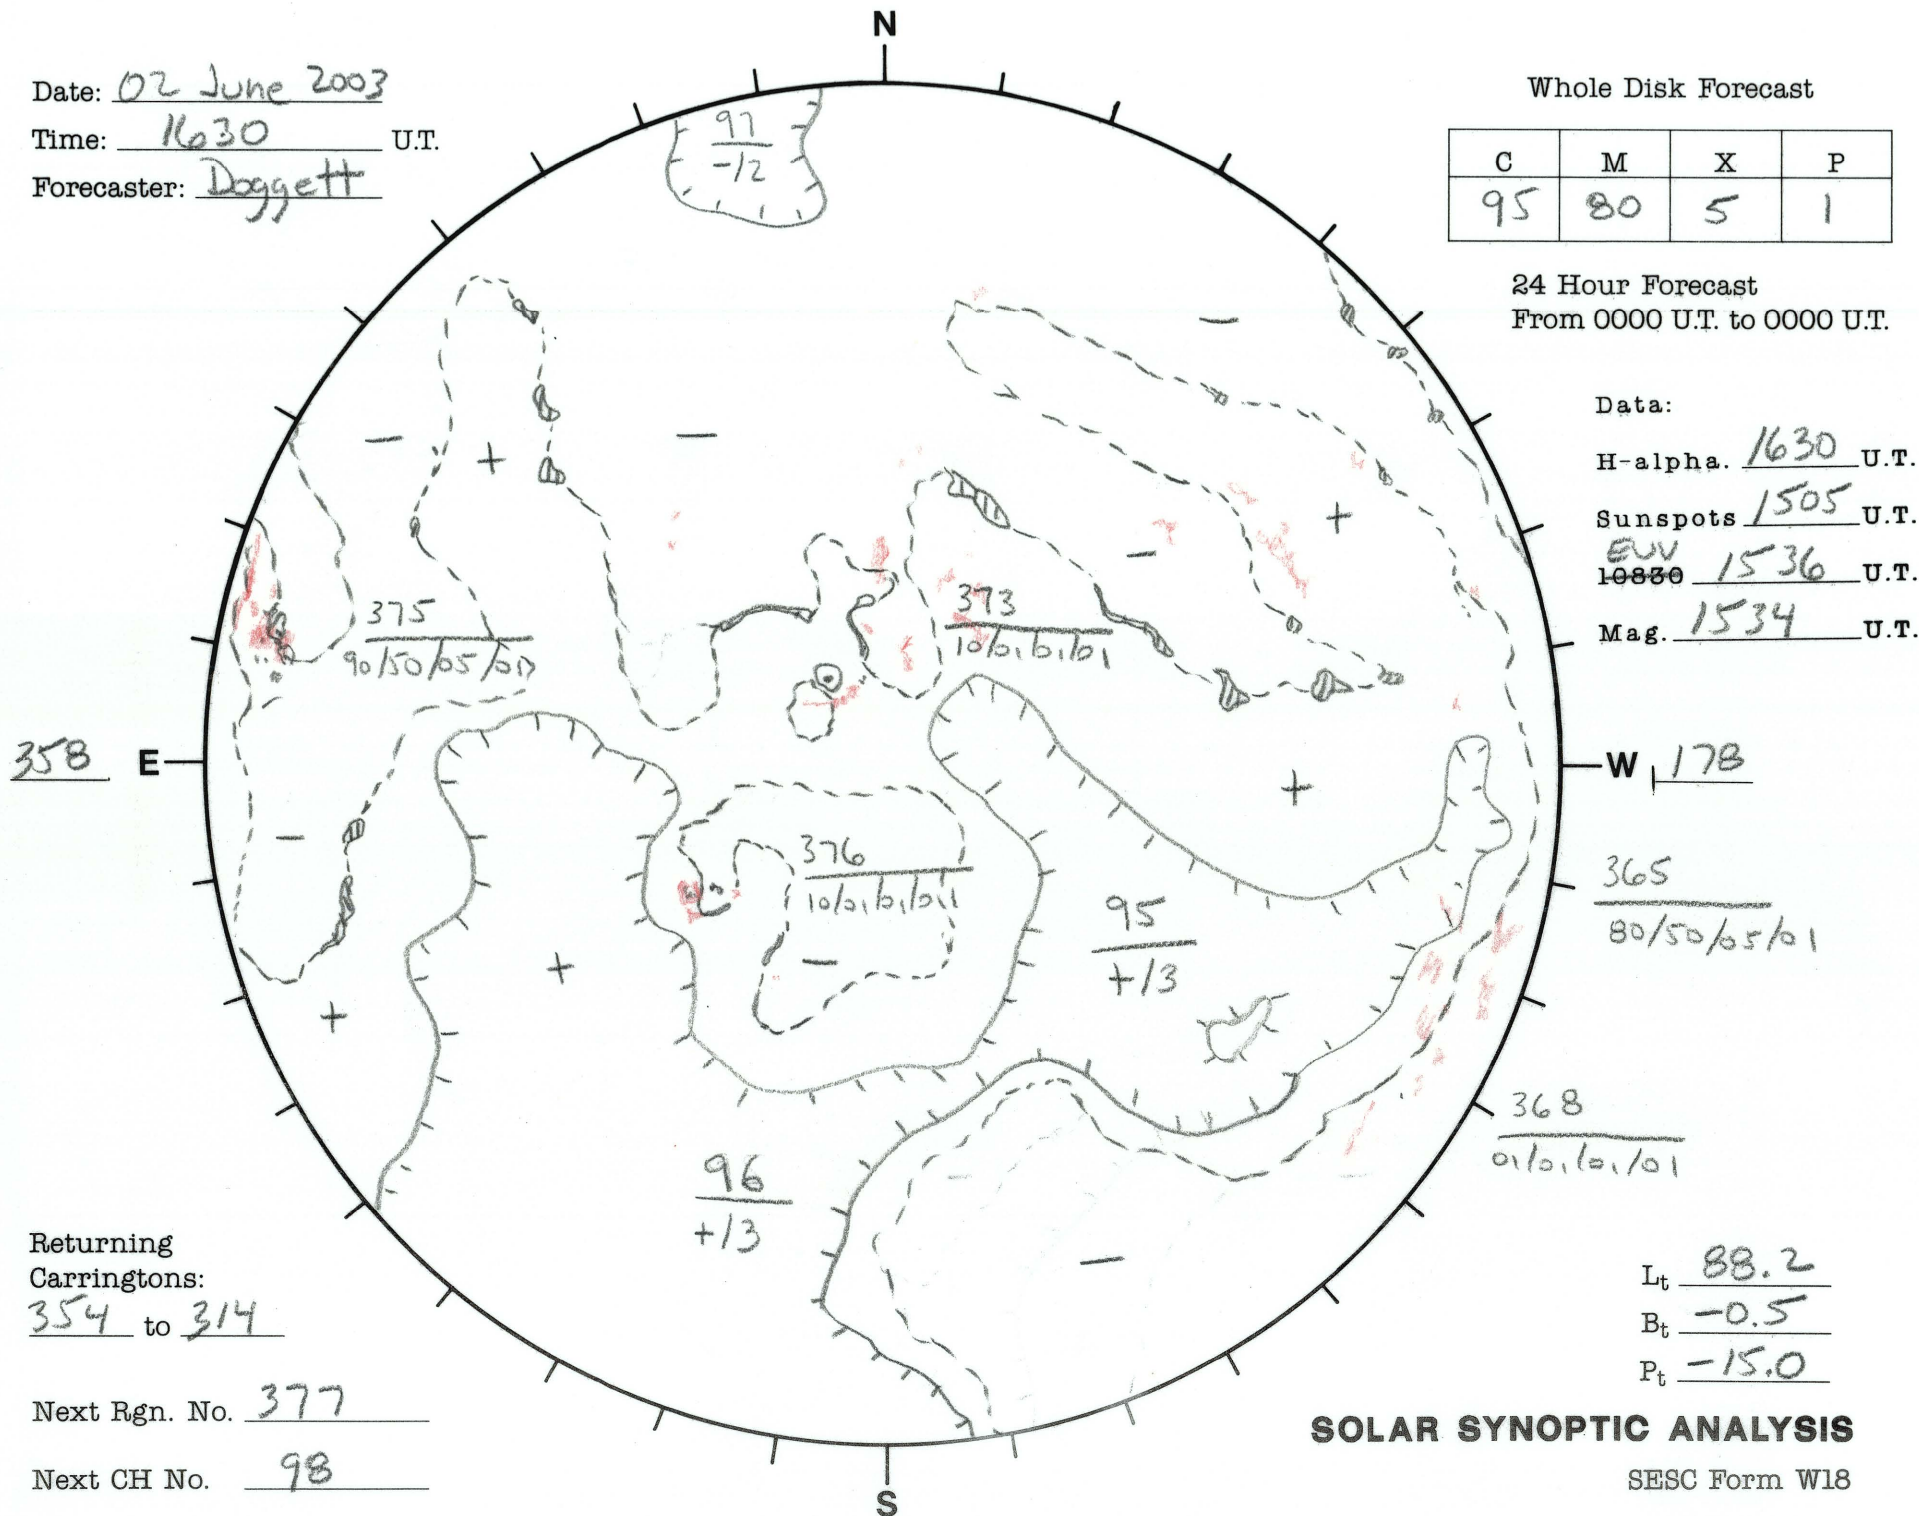 N
Date: 02 June 2003
Time: 1630 U.T.
Forecaster: Doggett
Whole Disk Forecast
C M X P
95 80 5 1
24 Hour Forecast
From 0000 U.T. to 0000 U.T.
Data:
H-alpha. 1630 U.T.
Sunspots 1505 U.T.
EUV
10830 1536 U.T.
Mag. 1534 U.T.
97
-/2
375
90/50/05/01
373
10/01/01/01
358 E
W 178
376
10/01/01/01
95
+/3
365
80/50/05/01
368
01/01/01/01
96
+/3
Returning
Carringtons:
354 to 314
Next Rgn. No. 377
Next CH No. 98
Lt 88.2
Bt -0.5
Pt -15.0
SOLAR SYNOPTIC ANALYSIS
SESC Form W18
S